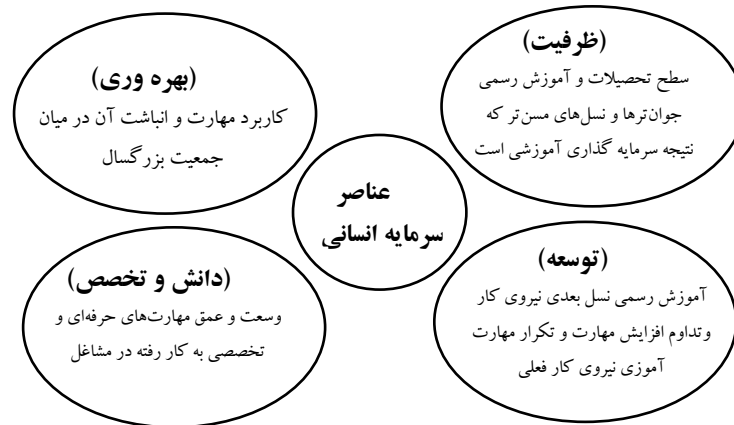 (ظرفیت)
سطح تحصیلات و آموزش رسمی
جوان‌ترها و نسل‌های مسن‌تر که
نتیجه سرمایه گذاری آموزشی است
(بهره وری)
کاربرد مهارت و انباشت آن در میان
جمعیت بزرگسال
عناصر
سرمایه انسانی
(توسعه)
آموزش رسمی نسل بعدی نیروی کار
وتداوم افزایش مهارت و تکرار مهارت
آموزی نیروی کار فعلی
(دانش و تخصص)
وسعت و عمق مهارت‌های حرفه‌ای و
تخصصی به کار رفته در مشاغل